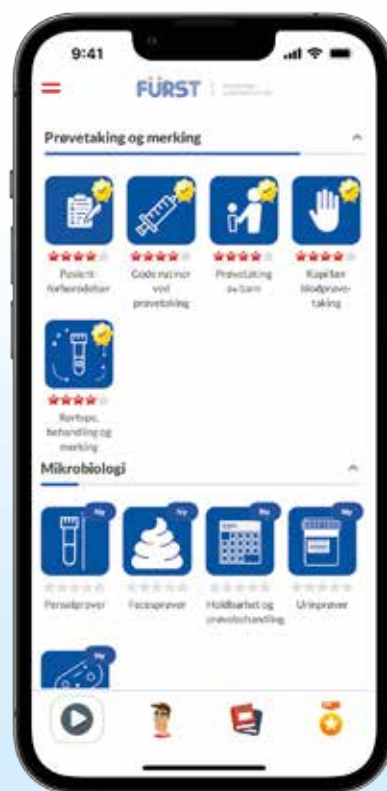 9:41
FÜRST
Prøvetaking og merking
Pasient-
forberedelser
Gode rutiner
ved
prøvetaking
Prøvetaking
av barn
Kapillær
blodprøve-
taking
Rørtype,
behandling og
merking
Mikrobiologi
Ny
Ny
Ny
Ny
Penselprøver
Fecesprøver
Holdbarhet og
prøvebehandling
Urinprøver
Ny